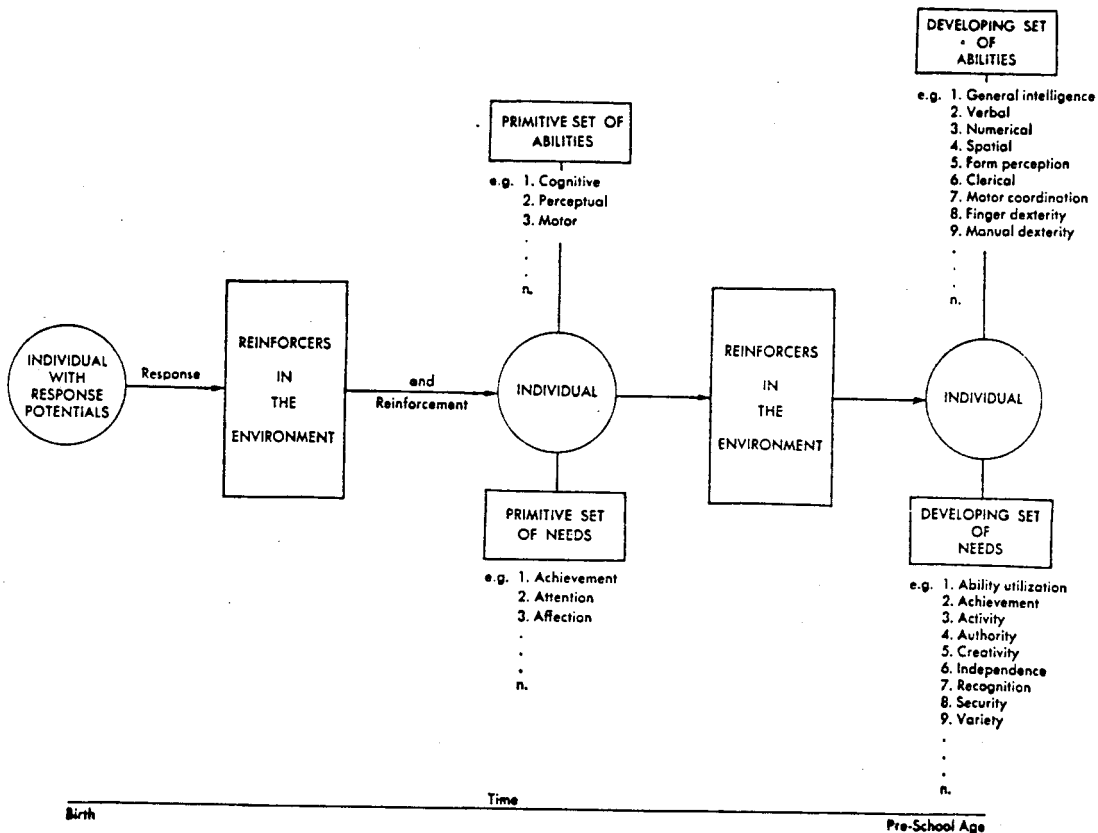 DEVELOPING SET
OF
ABILITIES
e.g. 1. General intelligence
2. Verbal
3. Numerical
4. Spatial
5. Form perception
6. Clerical
7. Motor coordination
8. Finger dexterity
9. Manual dexterity
.
.
.
n.
PRIMITIVE SET OF
ABILITIES
e.g. 1. Cognitive
2. Perceptual
3. Motor
.
.
.
.
n.
INDIVIDUAL
WITH
RESPONSE
POTENTIALS
Response
REINFORCERS
IN
THE
ENVIRONMENT
and
Reinforcement
INDIVIDUAL
REINFORCERS
IN
THE
ENVIRONMENT
INDIVIDUAL
PRIMITIVE SET
OF NEEDS
e.g. 1. Achievement
2. Attention
3. Affection
.
.
.
n.
DEVELOPING SET
OF
NEEDS
e.g. 1. Ability utilization
2. Achievement
3. Activity
4. Authority
5. Creativity
6. Independence
7. Recognition
8. Security
9. Variety
.
.
.
.
n.
Time
Birth
Pre-School Age